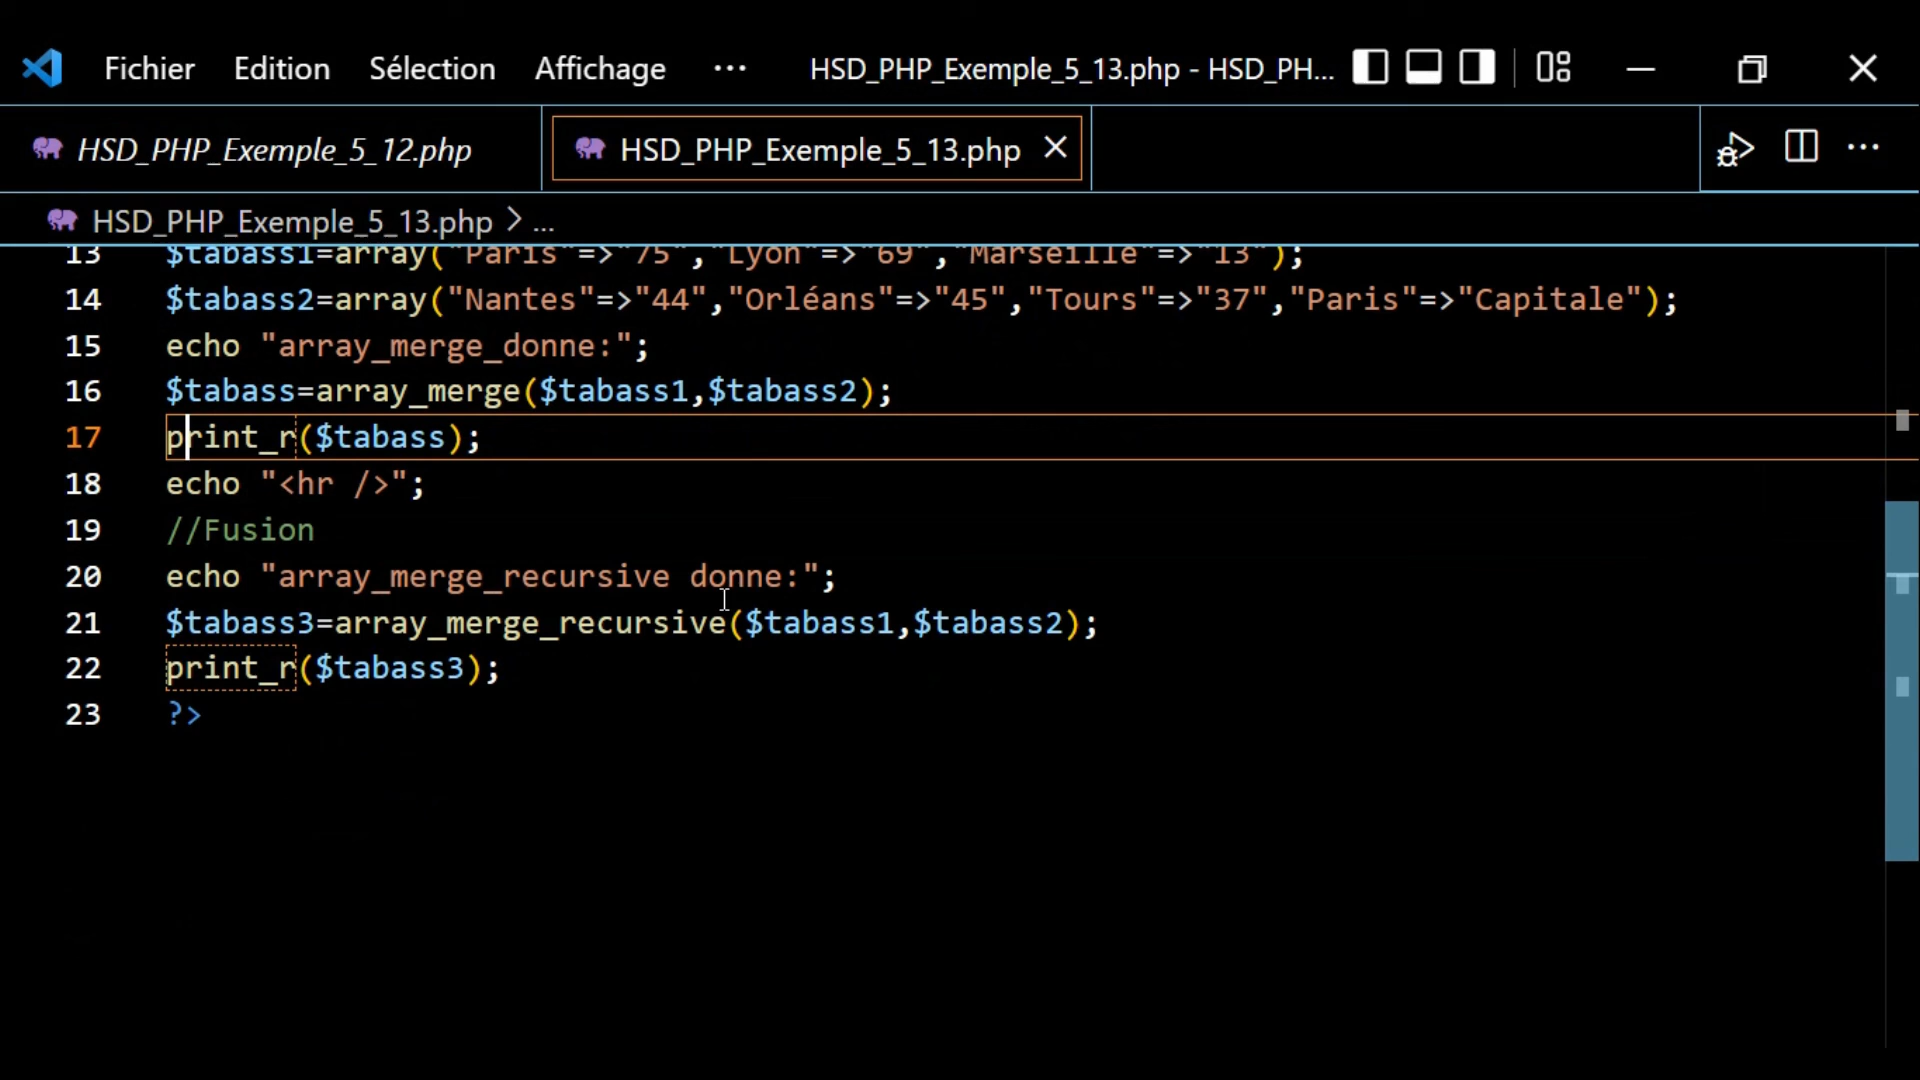 Fichier Edition Sélection Affichage ... HSD_PHP_Exemple_5_13.php - HSD_PH...
HSD_PHP_Exemple_5_12.php HSD_PHP_Exemple_5_13.php
HSD_PHP_Exemple_5_13.php > ...
13 $tabass1=array("Paris"=>"75","Lyon"=>"69","Marseille"=>"13");
14 $tabass2=array("Nantes"=>"44","Orléans"=>"45","Tours"=>"37","Paris"=>"Capitale");
15 echo "array_merge_donne:";
16 $tabass=array_merge($tabass1,$tabass2);
17 print_r($tabass);
18 echo "<hr />";
19 //Fusion
20 echo "array_merge_recursive donne:";
21 $tabass3=array_merge_recursive($tabass1,$tabass2);
22 print_r($tabass3);
23 ?>